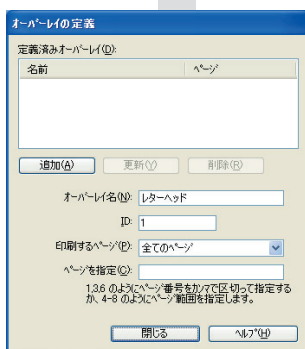 オーバーレイの定義
定義済みオーバーレイ(D):
名前 ページ
追加(A) 更新(Y) 削除(R)
オーバーレイ名(N): レターヘッド
ID: 1
印刷するページ(P): 全てのページ
ページを指定(C):
1,3,6 のようにページ番号をカンマで区切って指定する
か、4-8 のようにページ範囲を指定します。
閉じる ヘルプ(H)